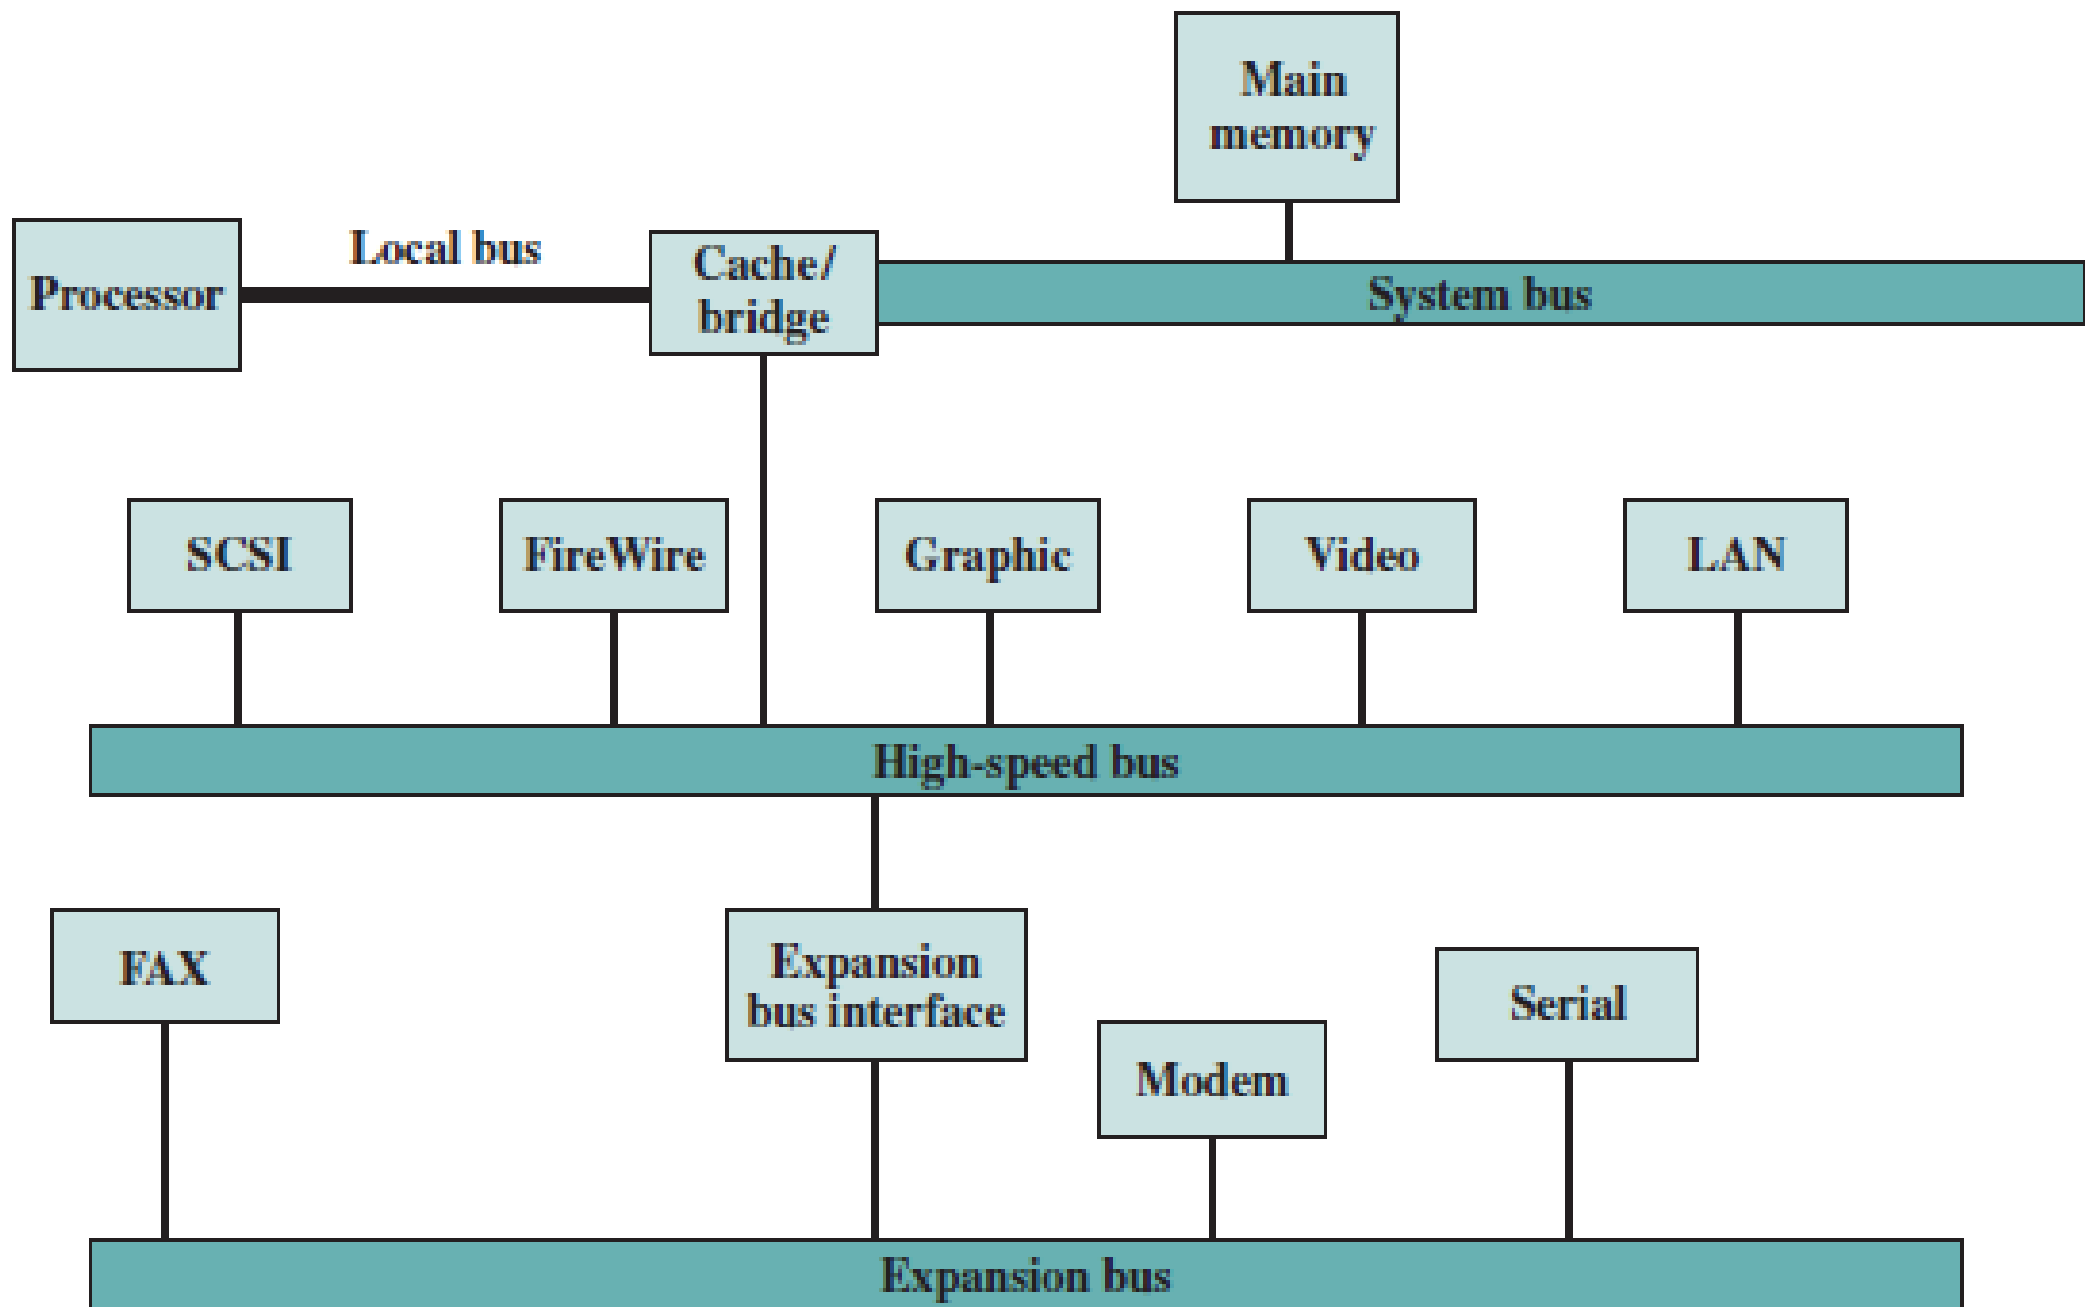 Main
memory
Local bus
Processor
Cache/
bridge
System bus
SCSI
FireWire
Graphic
Video
LAN
High-speed bus
FAX
Expansion
bus interface
Serial
Modem
Expansion bus